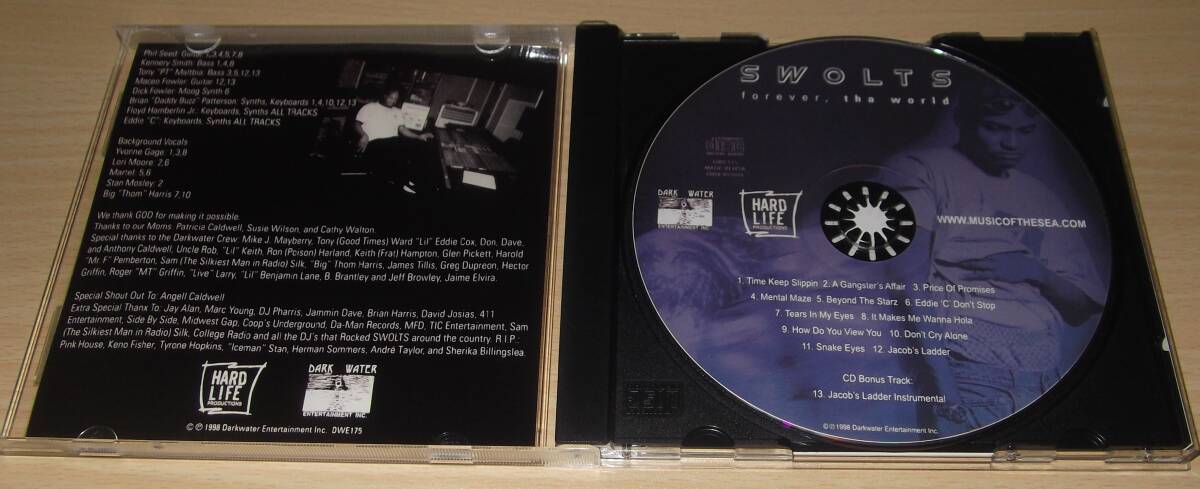 Phil Seed: Guitar 1,3,4,5,7,8
Kennery Smith: Bass 1,4,8
Tony "PT" Maltbia: Bass 3,5,12,13
Maceo Fowler: Guitar 12,13
Dick Fowler: Moog Synth 6
Brian "Daddy Buzz" Patterson: Synths, Keyboards 1,4,10,12,13
Floyd Hamberlin Jr.: Keyboards, Synths ALL TRACKS
Eddie "C": Keyboards, Synths ALL TRACKS
Background Vocals
Yvonne Gage: 1,3,8
Lori Moore: 2,6
Martel: 5,6
Stan Mosley: 2
Big "Thom" Harris 7,10
We thank GOD for making it possible.
Thanks to our Moms: Patricia Caldwell, Susie Wilson, and Cathy Walton.
Special thanks to the Darkwater Crew: Mike J. Mayberry, Tony (Good Times) Ward "Lil" Eddie Cox, Don, Dave,
and Anthony Caldwell, Uncle Rob, "Lil" Keith, Ron (Poison) Harland, Keith (Frat) Hampton, Glen Pickett, Harold
"Mr. F" Pemberton, Sam (The Silkiest Man in Radio) Silk, "Big" Thom Harris, James Tillis, Greg Dupreon, Hector
Griffin, Roger "MT" Griffin, "Live" Larry, "Lil" Benjamin Lane, B. Brantley and Jeff Browley, Jaime Elvira.
Special Shout Out To: Angell Caldwell
Extra Special Thanx To: Jay Alan, Marc Young, DJ Pharris, Jammin Dave, Brian Harris, David Josias, 411
Entertainment, Side By Side, Midwest Gap, Coop's Underground, Da-Man Records, MFD, TIC Entertainment, Sam
(The Silkiest Man in Radio) Silk, College Radio and all the DJ's that Rocked SWOLTS around the country. R.I.P.:
Pink House, Keno Fisher, Tyrone Hopkins, "Iceman" Stan, Herman Sommers, André Taylor, and Sherika Billingslea.
HARD
LIFE
PRODUCTIONS
DARK WATER
ENTERTAINMENT INC.
© ℗ 1998 Darkwater Entertainment Inc. DWE175
SWOLTS
forever, tha world
DARK WATER
ENTERTAINMENT INC.
HARD
LIFE
PRODUCTIONS
WWW.MUSICOFTHESEA.COM
1. Time Keep Slippin 2. A Gangster's Affair 3. Price Of Promises
4. Mental Maze 5. Beyond The Starz 6. Eddie 'C' Don't Stop
7. Tears In My Eyes 8. It Makes Me Wanna Hola
9. How Do You View You 10. Don't Cry Alone
11. Snake Eyes 12. Jacob's Ladder
CD Bonus Track:
13. Jacob's Ladder Instrumental
© ℗ 1998 Darkwater Entertainment Inc.